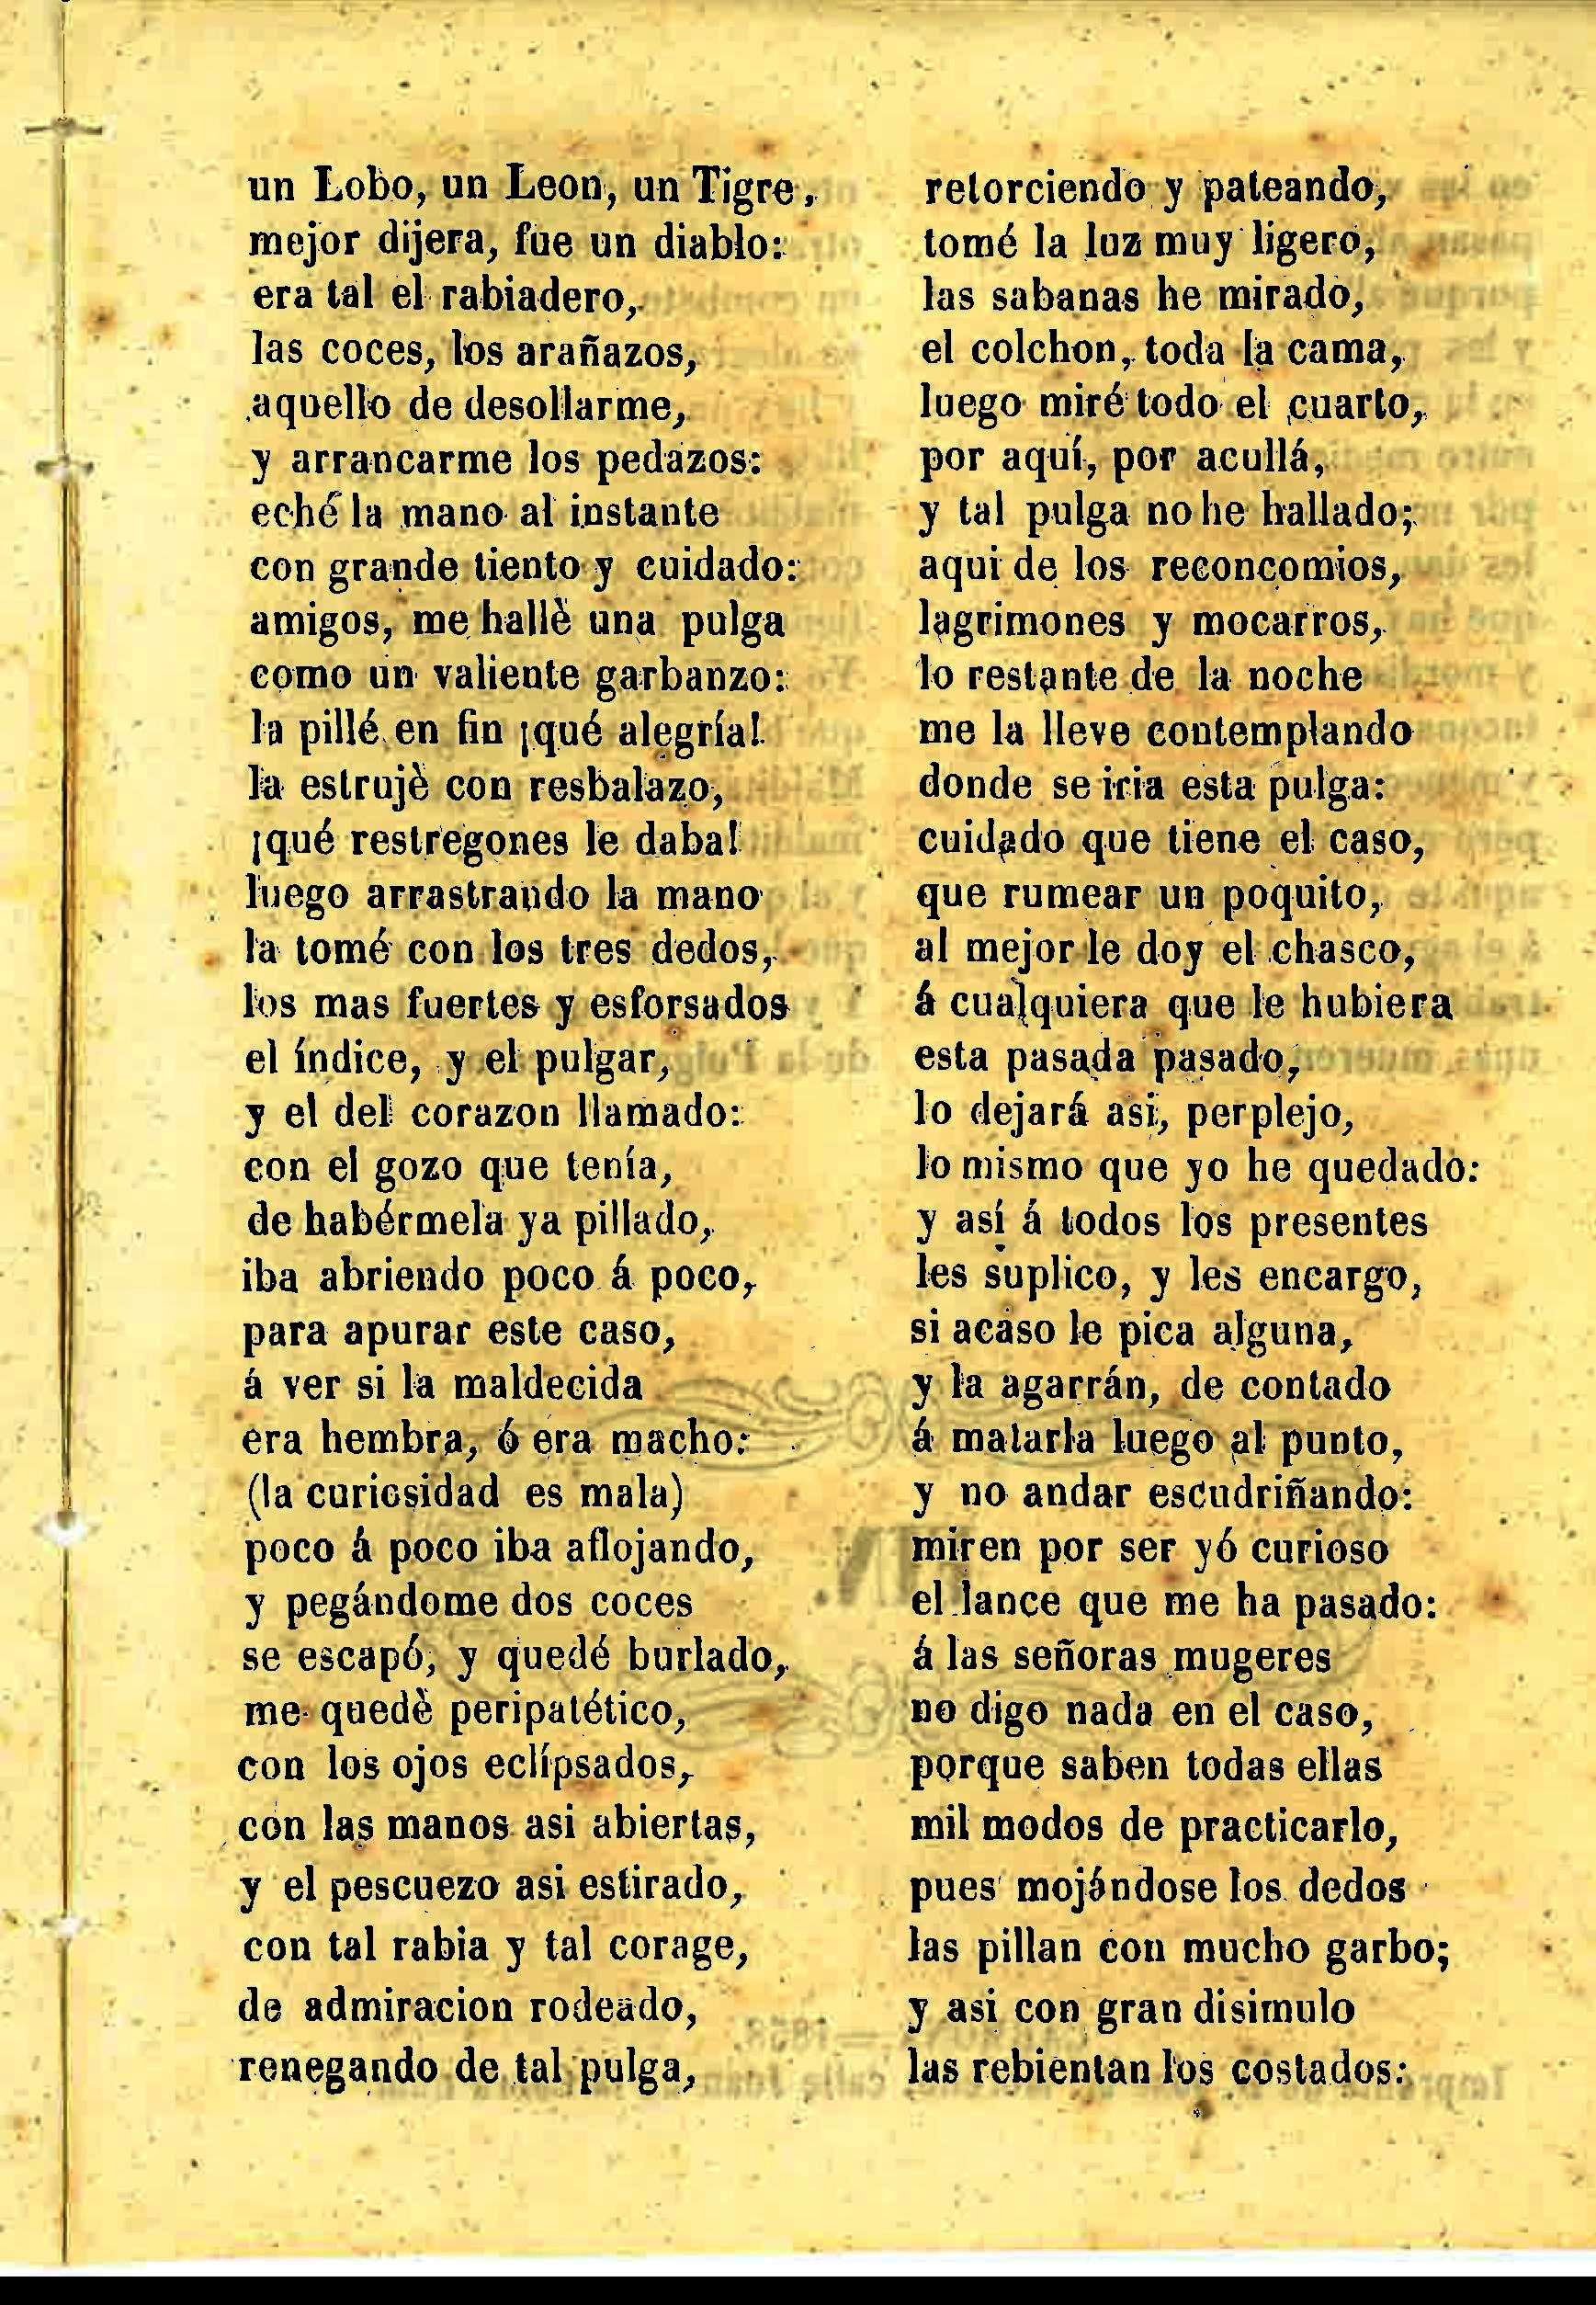 un Lobo, un Leon, un Tigre,
mejor dijera, fue un diablo:
era tal el rabiadero,
las coces, los arañazos,
aquello de desollarme,
y arrancarme los pedazos:
eché la mano al instante
con grande tiento y cuidado:
amigos, me hallè una pulga
como un valiente garbanzo:
la pillé en fin ¡qué alegría!
la estrujè con resbalazo,
¡qué restregones le daba!
luego arrastrando la mano
la tomé con los tres dedos,
los mas fuertes y esforsados
el índice, y el pulgar,
y el del corazon llamado:
con el gozo que tenía,
de habérmela ya pillado,
iba abriendo poco á poco,
para apurar este caso,
á ver si la maldecida
era hembra, ó era macho:
(la curiosidad es mala)
poco á poco iba aflojando,
y pegándome dos coces
se escapó, y quedé burlado,
me quedè peripatético,
con los ojos eclípsados,
con las manos asi abiertas,
y el pescuezo asi estirado,
con tal rabia y tal corage,
de admiracion rodeado,
renegando de tal pulga,
retorciendo y pateando,
tomé la luz muy ligero,
las sabanas he mirado,
el colchon, toda la cama,
luego miré todo el cuarto,
por aquí, por acullá,
y tal pulga no he hallado;
aqui de los reconcomios,
lagrimones y mocarros,
lo restante de la noche
me la lleve contemplando
donde se iria esta pulga:
cuidado que tiene el caso,
que rumear un poquito,
al mejor le doy el chasco,
á cualquiera que le hubiera
esta pasada pasado,
lo dejará asi, perplejo,
lo mismo que yo he quedado:
y así á todos los presentes
les suplico, y les encargo,
si acaso le pica alguna,
y la agarrán, de contado
á matarla luego al punto,
y no andar escudriñando:
miren por ser yó curioso
el lance que me ha pasado:
á las señoras mugeres
no digo nada en el caso,
porque saben todas ellas
mil modos de practicarlo,
pues mojándose los dedos
las pillan con mucho garbo;
y asi con gran disimulo
las rebientan los costados: